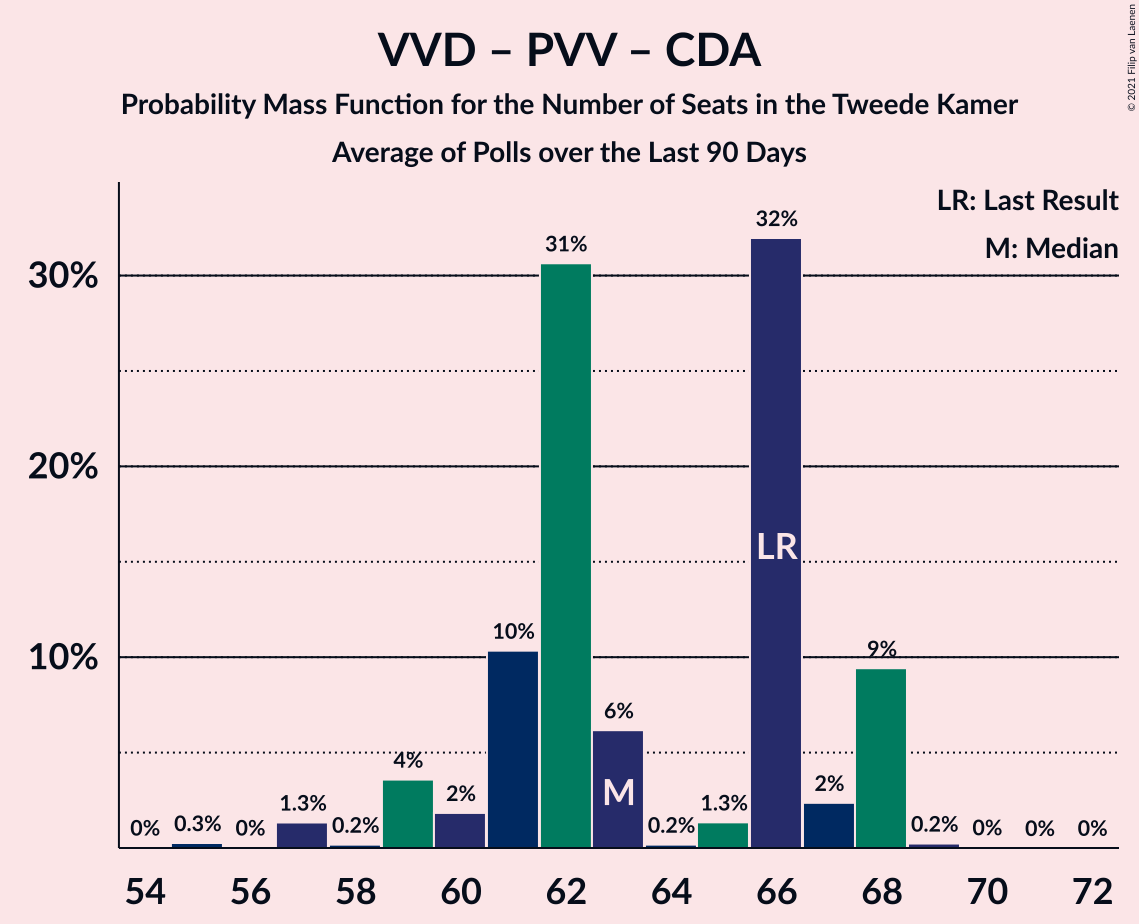 VVD – PVV – CDA
Probability Mass Function for the Number of Seats in the Tweede Kamer
Average of Polls over the Last 90 Days
© 2021 Filip van Laenen
LR: Last Result
M: Median
30%
20%
10%
0% 0.3% 0% 1.3% 0.2% 4% 2% 10% 31% 6% 0.2% 1.3% 32% 2% 9% 0.2% 0% 0% 0%
LR
M
54 56 58 60 62 64 66 68 70 72